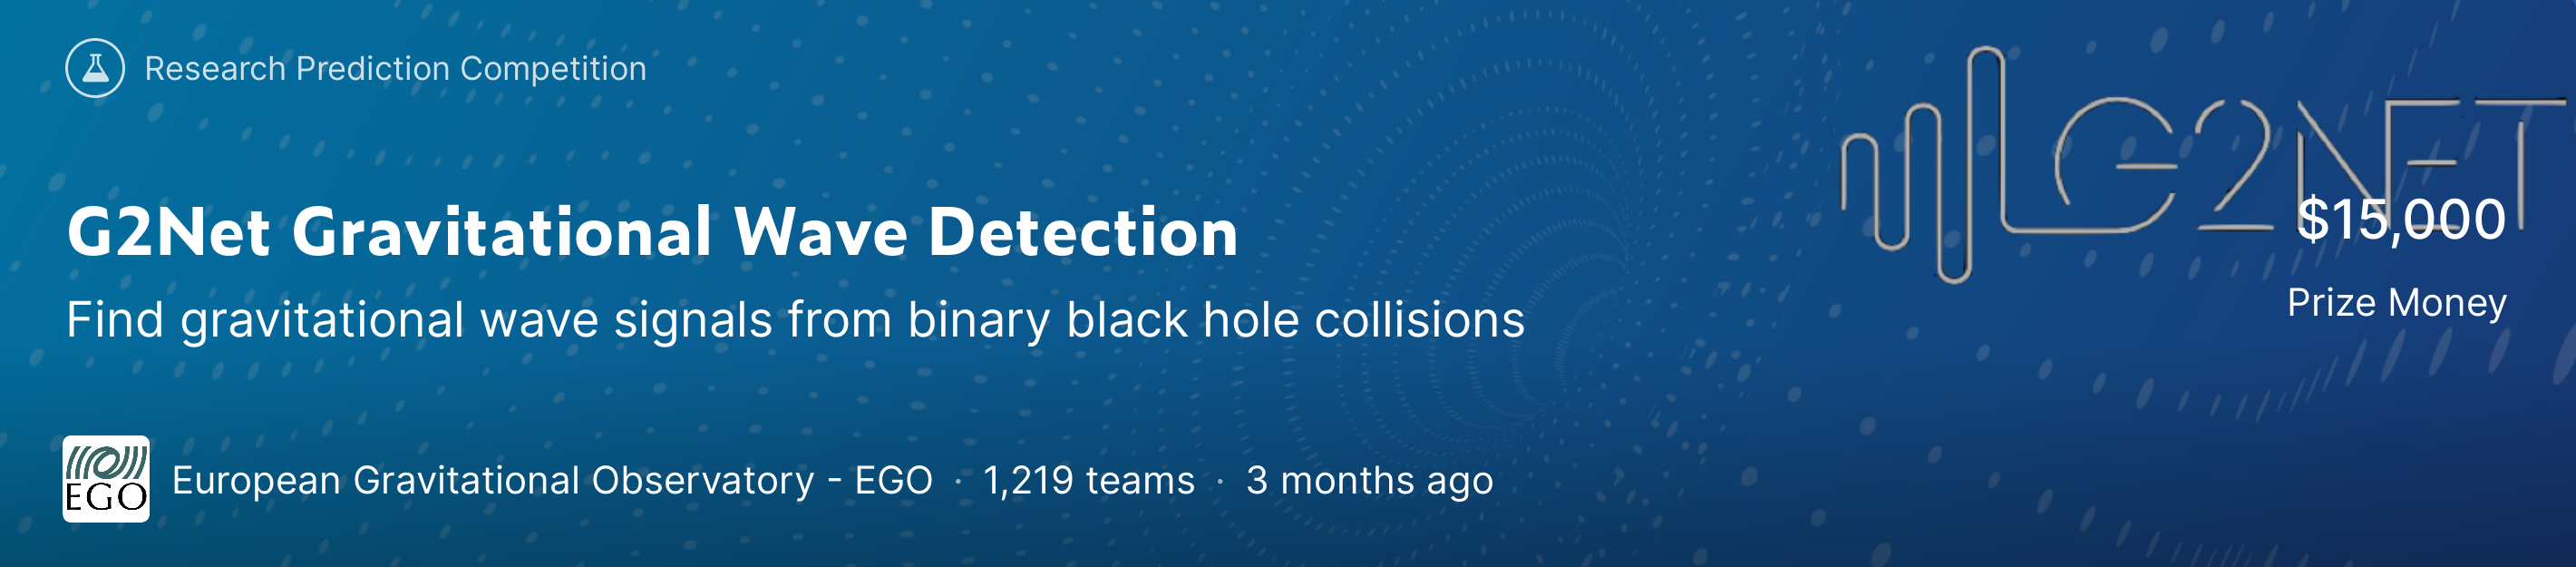 Research Prediction Competition
G2NET
G2Net Gravitational Wave Detection
$15,000
Find gravitational wave signals from binary black hole collisions
Prize Money
EGO
European Gravitational Observatory - EGO · 1,219 teams · 3 months ago